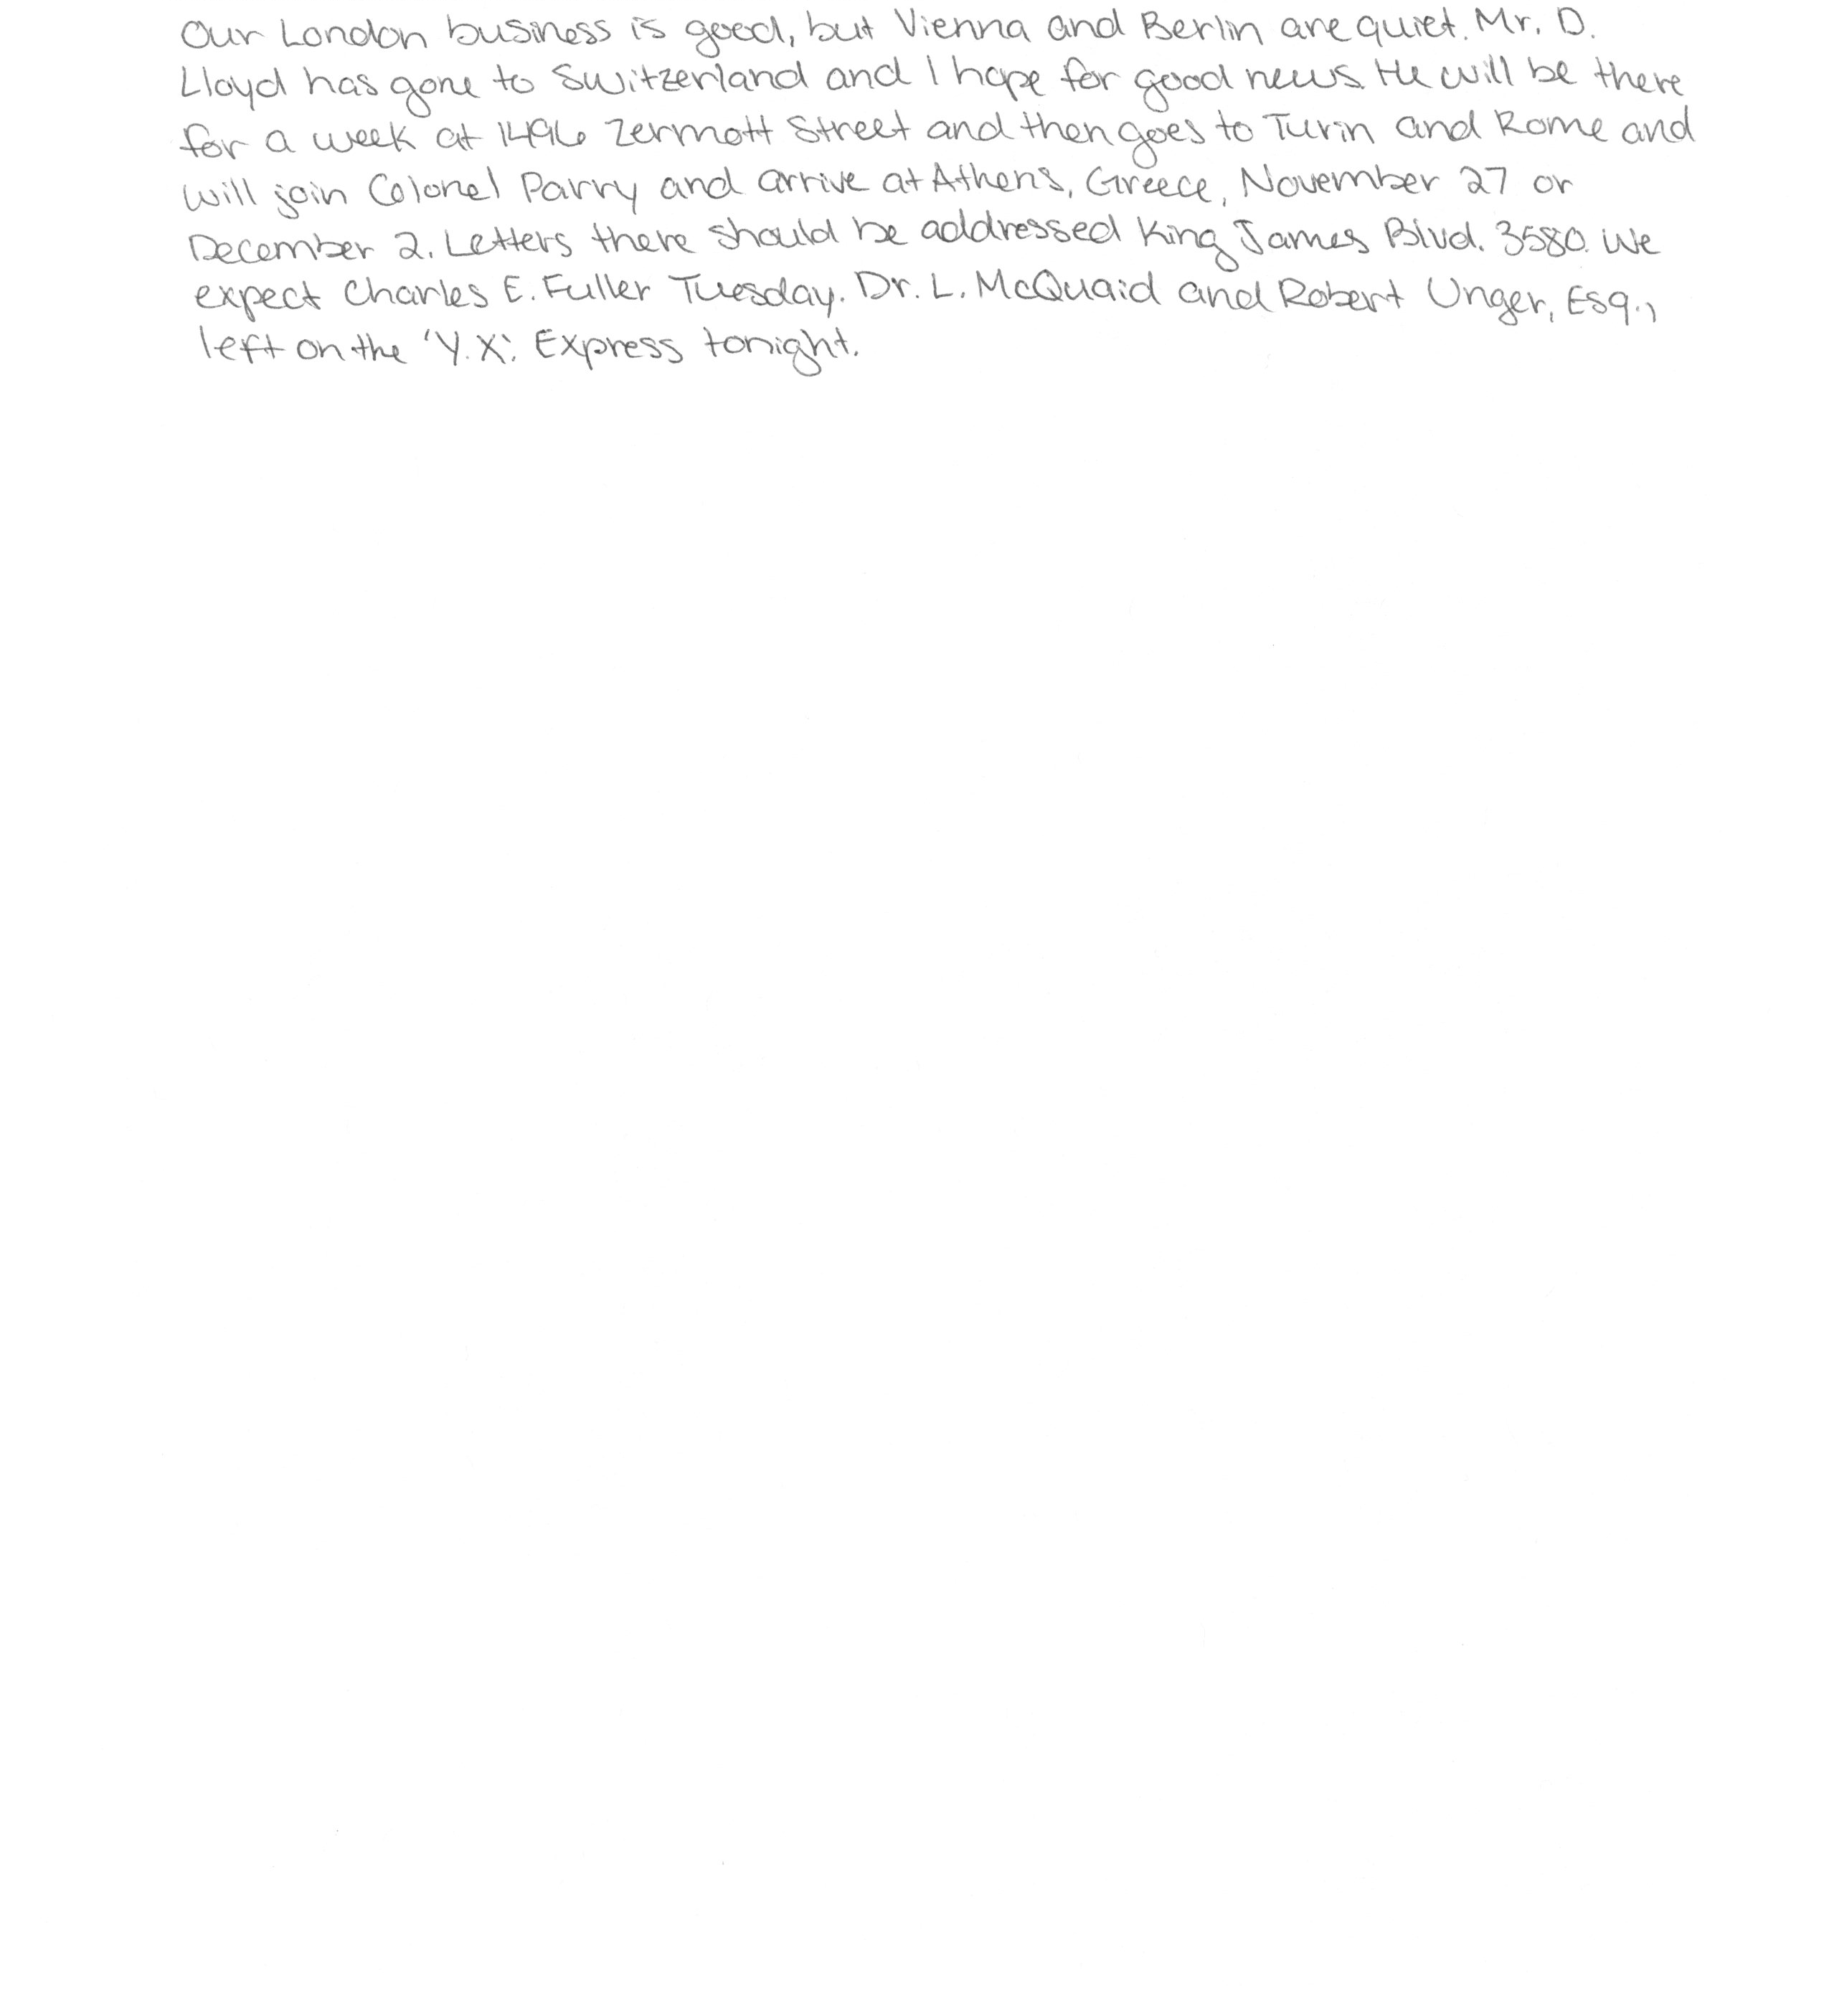 Our London business is good, but Vienna and Berlin are quiet. Mr. D.
Lloyd has gone to Switzerland and I hope for good news. He will be there
for a week at 1496 Zermott Street and then goes to Turin and Rome and
will join Colonel Parry and arrive at Athens, Greece, November 27 or
December 2. Letters there should be addressed King James Blvd. 3580. We
expect Charles E. Fuller Tuesday. Dr. L. McQuaid and Robert Unger, Esq.,
left on the 'Y.X.' Express tonight.